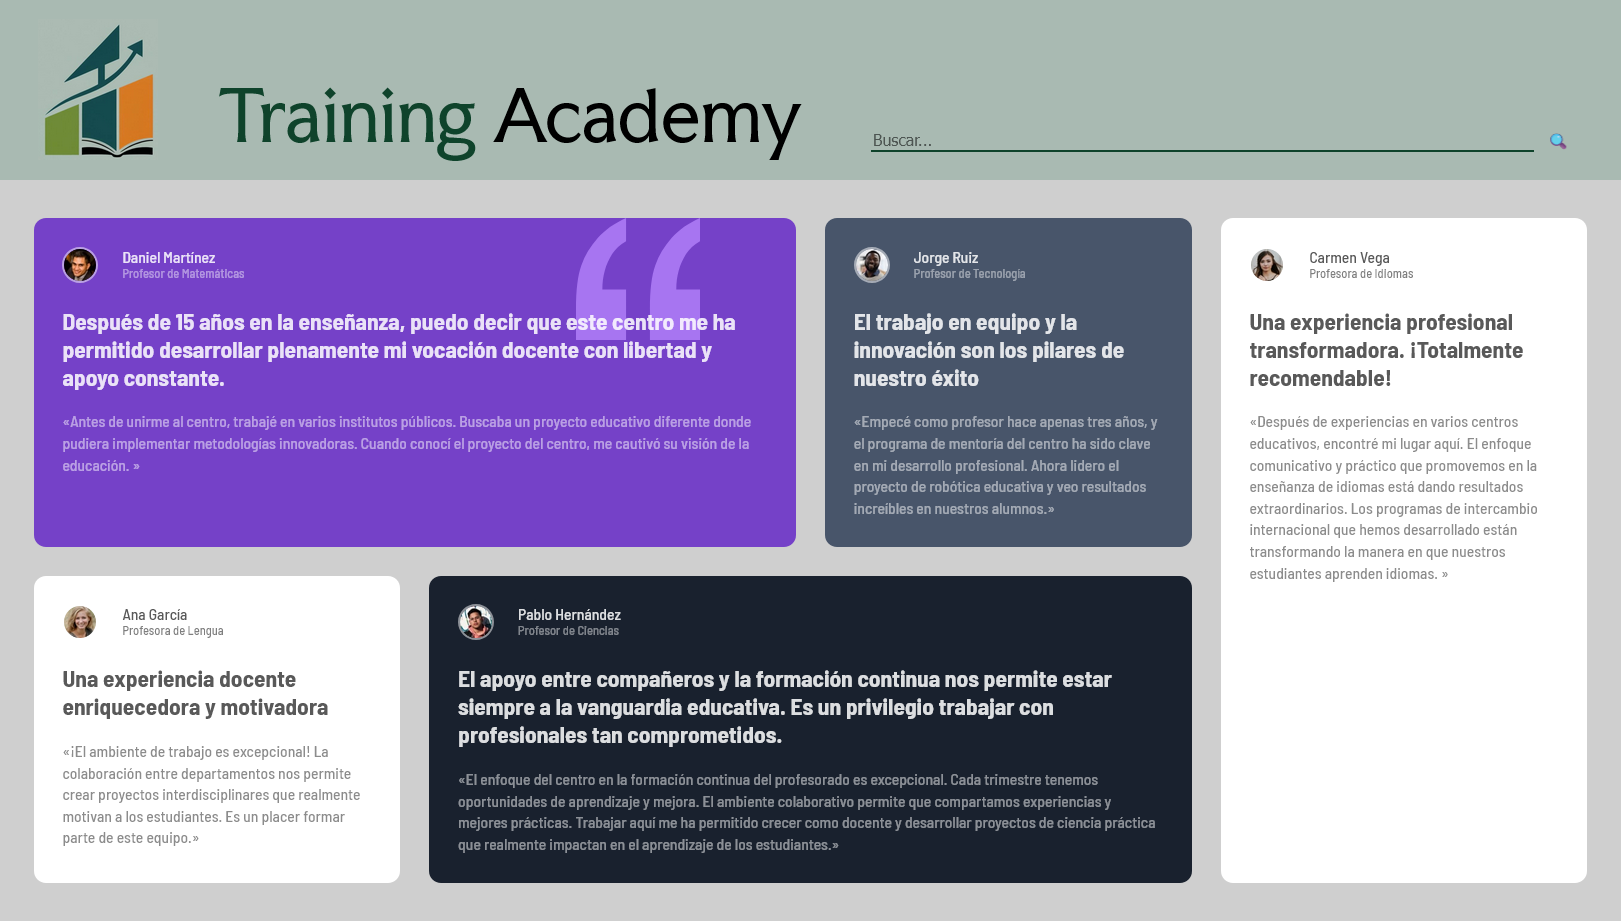 Training Academy
Buscar...
Daniel Martínez
Profesor de Matemáticas
Después de 15 años en la enseñanza, puedo decir que este centro me ha
permitido desarrollar plenamente mi vocación docente con libertad y
apoyo constante.
«Antes de unirme al centro, trabajé en varios institutos públicos. Buscaba un proyecto educativo diferente donde
pudiera implementar metodologías innovadoras. Cuando conocí el proyecto del centro, me cautivó su visión de la
educación. »
Jorge Ruiz
Profesor de Tecnología
El trabajo en equipo y la
innovación son los pilares de
nuestro éxito
«Empecé como profesor hace apenas tres años, y
el programa de mentoría del centro ha sido clave
en mi desarrollo profesional. Ahora lidero el
proyecto de robótica educativa y veo resultados
increíbles en nuestros alumnos.»
Carmen Vega
Profesora de Idiomas
Una experiencia profesional
transformadora. ¡Totalmente
recomendable!
«Después de experiencias en varios centros
educativos, encontré mi lugar aquí. El enfoque
comunicativo y práctico que promovemos en la
enseñanza de idiomas está dando resultados
extraordinarios. Los programas de intercambio
internacional que hemos desarrollado están
transformando la manera en que nuestros
estudiantes aprenden idiomas. »
Ana García
Profesora de Lengua
Una experiencia docente
enriquecedora y motivadora
«¡El ambiente de trabajo es excepcional! La
colaboración entre departamentos nos permite
crear proyectos interdisciplinares que realmente
motivan a los estudiantes. Es un placer formar
parte de este equipo.»
Pablo Hernández
Profesor de Ciencias
El apoyo entre compañeros y la formación continua nos permite estar
siempre a la vanguardia educativa. Es un privilegio trabajar con
profesionales tan comprometidos.
«El enfoque del centro en la formación continua del profesorado es excepcional. Cada trimestre tenemos
oportunidades de aprendizaje y mejora. El ambiente colaborativo permite que compartamos experiencias y
mejores prácticas. Trabajar aquí me ha permitido crecer como docente y desarrollar proyectos de ciencia práctica
que realmente impactan en el aprendizaje de los estudiantes.»